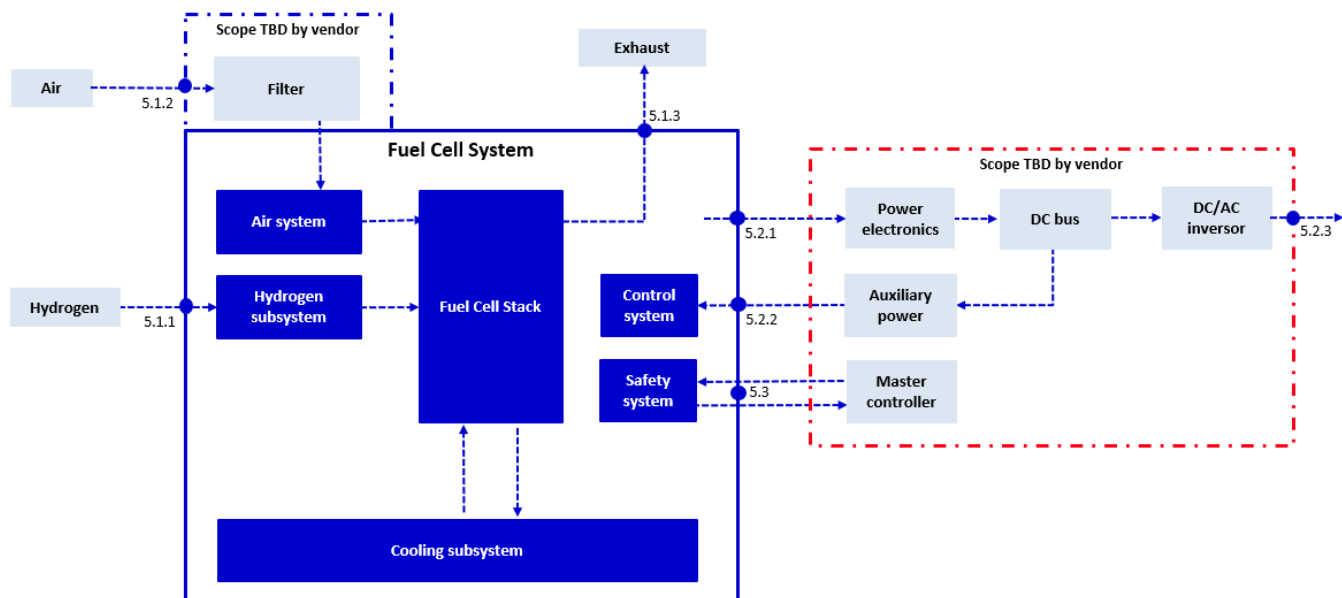 Scope TBD by vendor
Exhaust
Air
Filter
5.1.2
5.1.3
Fuel Cell System
Scope TBD by vendor
Air system
Power
electronics
DC bus
DC/AC
inversor
5.2.1
5.2.3
Hydrogen
Hydrogen
subsystem
Fuel Cell Stack
Control
system
Auxiliary
power
5.1.1
5.2.2
Safety
system
5.3
Master
controller
Cooling subsystem